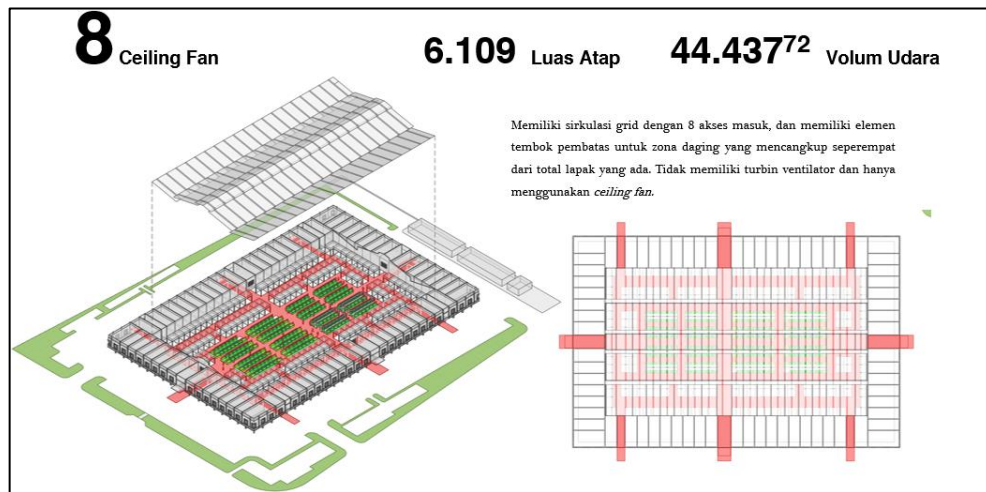 8 Ceiling Fan 6.109 Luas Atap 44.437⁷² Volum Udara
Memiliki sirkulasi grid dengan 8 akses masuk, dan memiliki elemen
tembok pembatas untuk zona daging yang mencangkup seperempat
dari total lapak yang ada. Tidak memiliki turbin ventilator dan hanya
menggunakan ceiling fan.